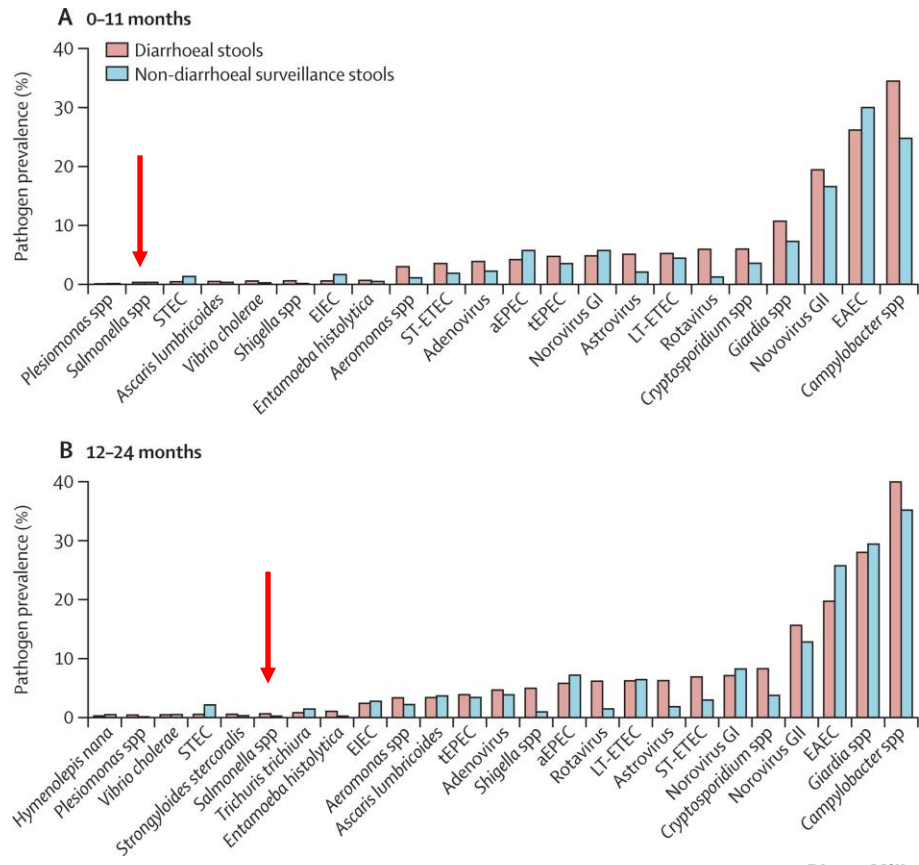 A 0–11 months
Diarrhoeal stools
Non-diarrhoeal surveillance stools
Pathogen prevalence (%)
40
30
20
10
0
Plesiomonas spp
Salmonella spp
STEC
Ascaris lumbricoides
Vibrio cholerae
Shigella spp
EIEC
Entamoeba histolytica
Aeromonas spp
ST-ETEC
Adenovirus
aEPEC
tEPEC
Norovirus GI
Astrovirus
LT-ETEC
Rotavirus
Cryptosporidium spp
Giardia spp
Novovirus GII
EAEC
Campylobacter spp
B 12–24 months
Pathogen prevalence (%)
40
30
20
10
0
Hymenolepis nana
Plesiomonas spp
Vibrio cholerae
STEC
Strongyloides stercoralis
Salmonella spp
Trichuris trichiura
Entamoeba histolytica
EIEC
Aeromonas spp
Ascaris lumbricoides
tEPEC
Adenovirus
Shigella spp
aEPEC
Rotavirus
LT-ETEC
Astrovirus
ST-ETEC
Norovirus GI
Cryptosporidium spp
Norovirus GII
EAEC
Giardia spp
Campylobacter spp